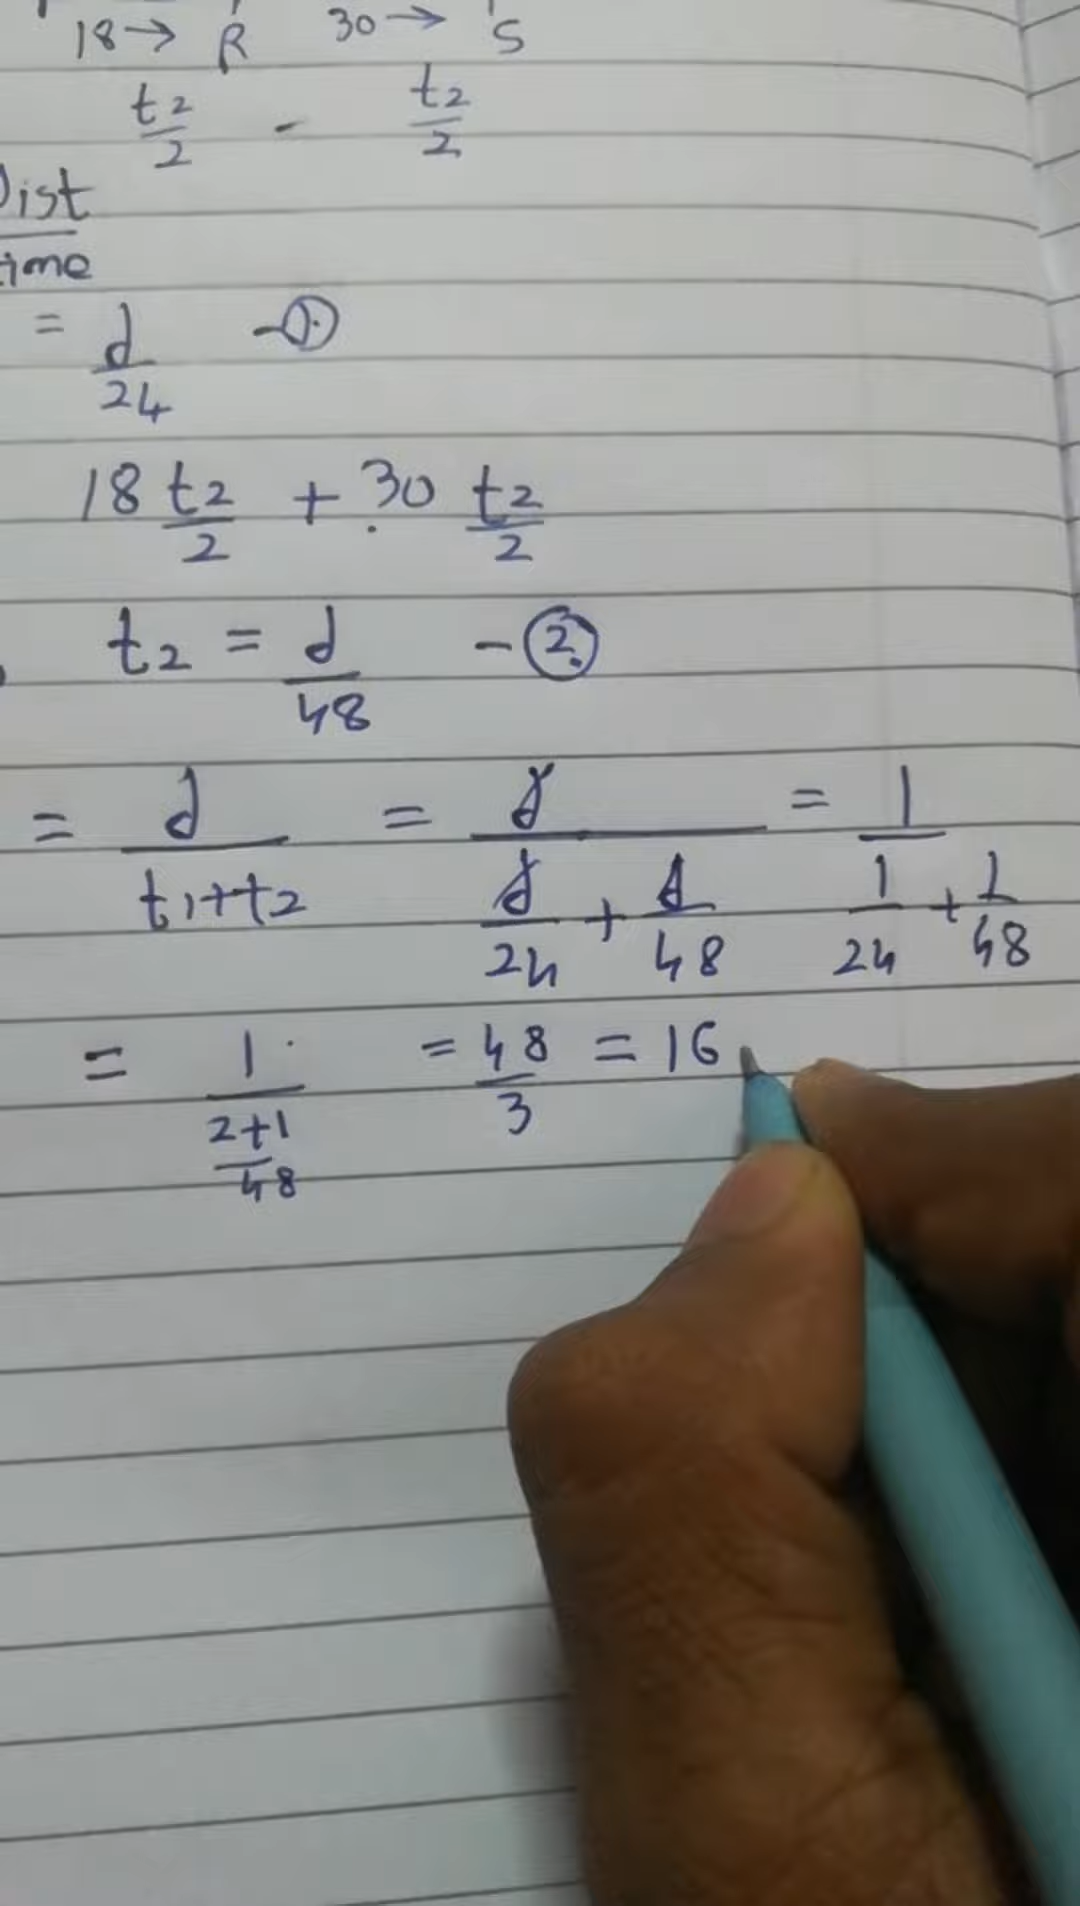 18 → R 30 → S
t2/2 - t2/2
Dist
time
= d/24 - ①
18 t2/2 + 30 t2/2
t2 = d/48 - ②
= d/(t1+t2) = d/(d/24 + d/48) = 1/(1/24 + 1/48)
= 1/((2+1)/48) = 48/3 = 16